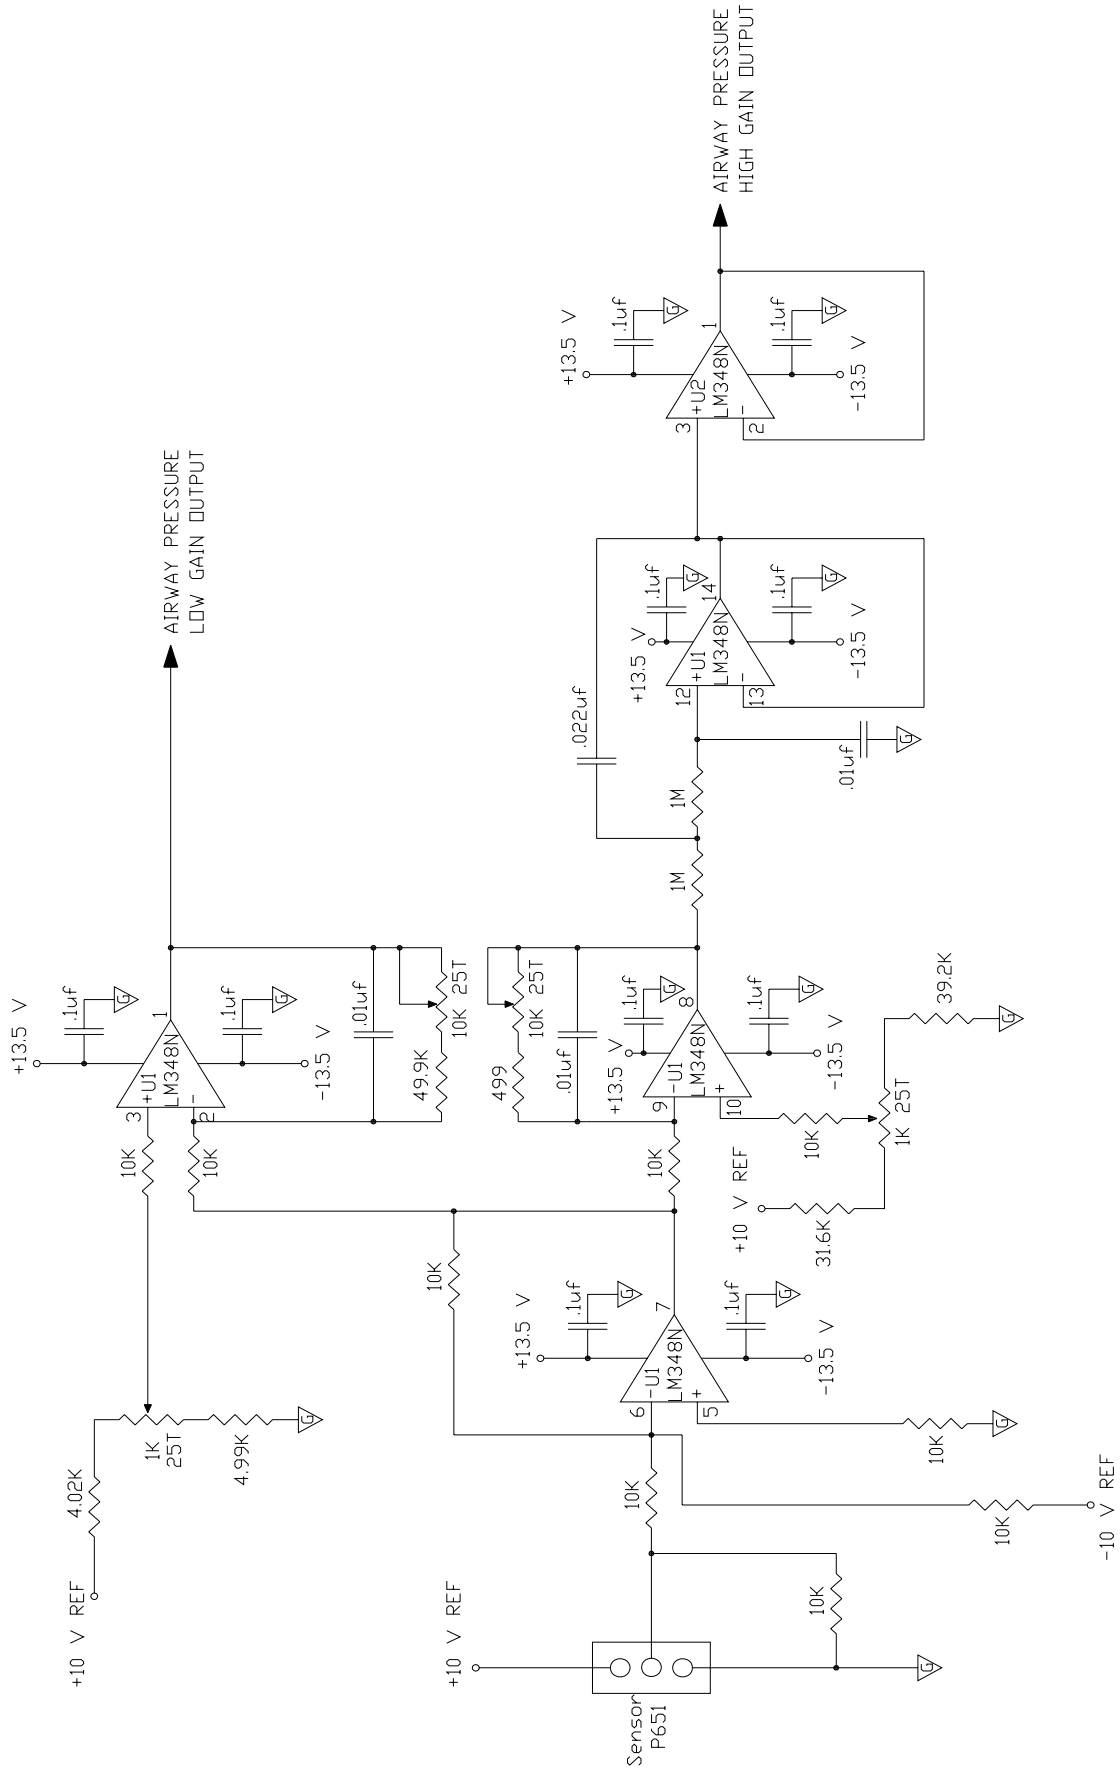 +10 V REF
4.02K
1K
25T
4.99K
G
10K
10K
+13.5 V
.1uf
G
3
+U1
LM348N
-
2
1
.1uf
G
-13.5 V
.01uf
49.9K
10K 25T
AIRWAY PRESSURE
LOW GAIN OUTPUT
+10 V REF
Sensor
P651
10K
G
10K
10K
-10 V REF
10K
G
10K
+13.5 V
.1uf
G
6
-U1
LM348N
+
5
7
.1uf
G
-13.5 V
10K
499
10K 25T
.01uf
+13.5 V
.1uf
G
9
-U1
LM348N
+
10
8
.1uf
G
-13.5 V
10K
+10 V REF
31.6K
1K 25T
39.2K
G
1M
1M
.022uf
.01uf
G
+13.5 V
.1uf
G
12
+U1
LM348N
-
13
14
.1uf
G
-13.5 V
+13.5 V
.1uf
G
3
+U2
LM348N
-
2
1
.1uf
G
-13.5 V
AIRWAY PRESSURE
HIGH GAIN OUTPUT